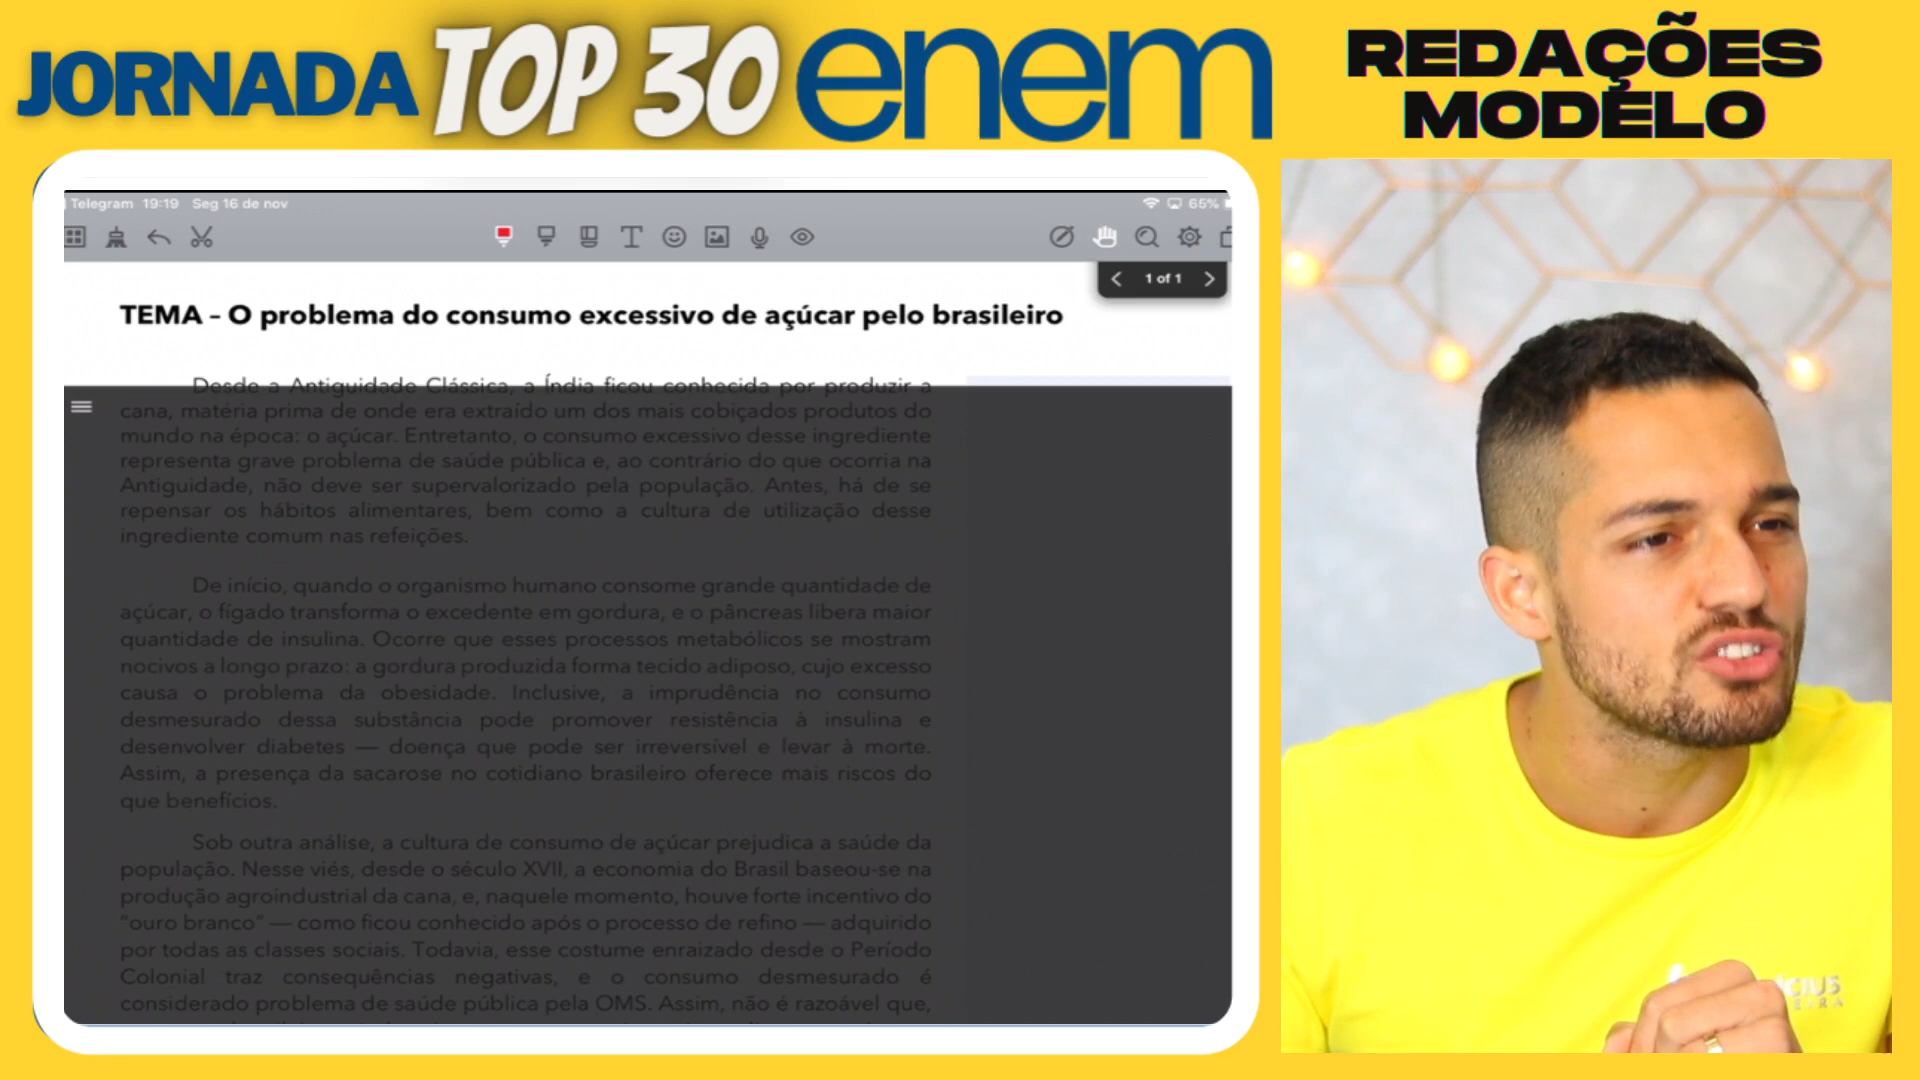 JORNADA TOP 30 enem
REDAÇÕES
MODELO
Telegram 19:19 Seg 16 de nov
65%
1 of 1
TEMA – O problema do consumo excessivo de açúcar pelo brasileiro
Desde a Antiguidade Clássica, a Índia ficou conhecida por produzir a
cana, matéria prima de onde era extraído um dos mais cobiçados produtos do
mundo na época: o açúcar. Entretanto, o consumo excessivo desse ingrediente
representa grave problema de saúde pública e, ao contrário do que ocorria na
Antiguidade, não deve ser supervalorizado pela população. Antes, há de se
repensar os hábitos alimentares, bem como a cultura de utilização desse
ingrediente comum nas refeições.
De início, quando o organismo humano consome grande quantidade de
açúcar, o fígado transforma o excedente em gordura, e o pâncreas libera maior
quantidade de insulina. Ocorre que esses processos metabólicos se mostram
nocivos a longo prazo: a gordura produzida forma tecido adiposo, cujo excesso
causa o problema da obesidade. Inclusive, a imprudência no consumo
desmesurado dessa substância pode promover resistência à insulina e
desenvolver diabetes — doença que pode ser irreversível e levar à morte.
Assim, a presença da sacarose no cotidiano brasileiro oferece mais riscos do
que benefícios.
Sob outra análise, a cultura de consumo de açúcar prejudica a saúde da
população. Nesse viés, desde o século XVII, a economia do Brasil baseou-se na
produção agroindustrial da cana, e, naquele momento, houve forte incentivo do
"ouro branco" — como ficou conhecido após o processo de refino — adquirido
por todas as classes sociais. Todavia, esse costume enraizado desde o Período
Colonial traz consequências negativas, e o consumo desmesurado é
considerado problema de saúde pública pela OMS. Assim, não é razoável que,